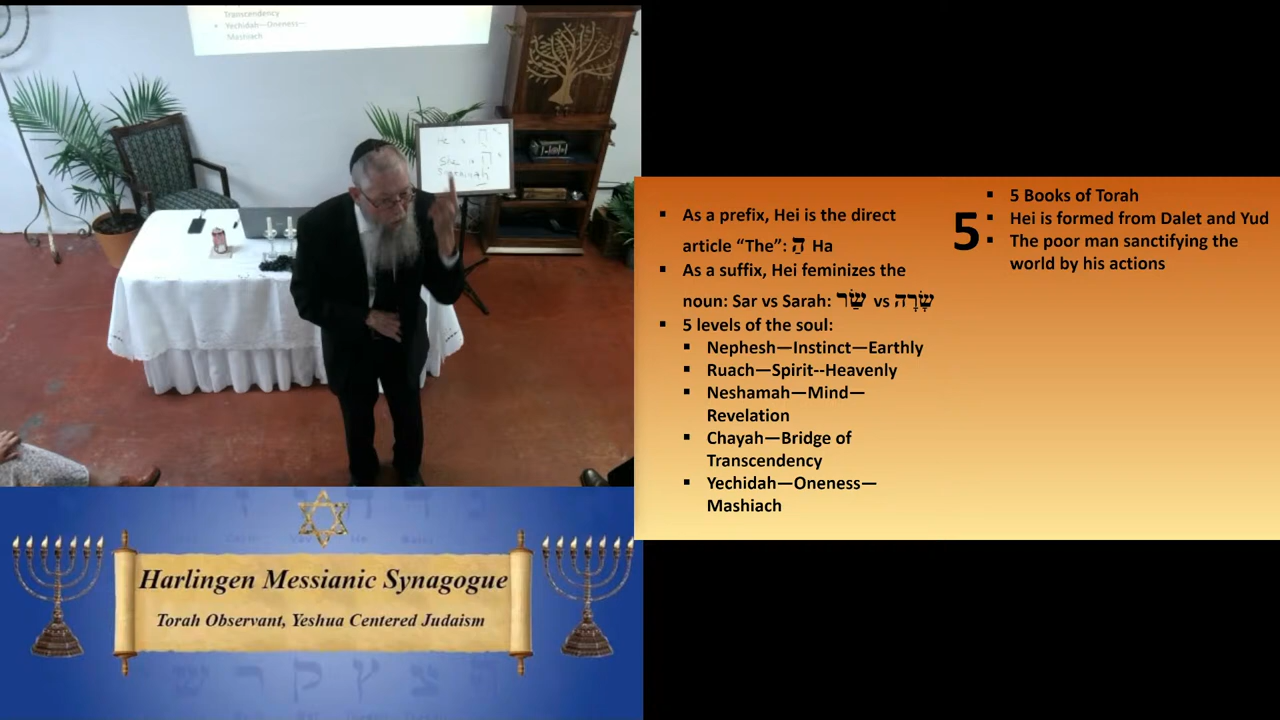 Transcendency
• Yechidah—Oneness—
Mashiach
She
▪ As a prefix, Hei is the direct
article “The”: הַ Ha
▪ As a suffix, Hei feminizes the
noun: Sar vs Sarah: שַׂר vs שָׂרָה
▪ 5 levels of the soul:
▪ Nephesh—Instinct—Earthly
▪ Ruach—Spirit--Heavenly
▪ Neshamah—Mind—
Revelation
▪ Chayah—Bridge of
Transcendency
▪ Yechidah—Oneness—
Mashiach
5
▪ 5 Books of Torah
▪ Hei is formed from Dalet and Yud
▪ The poor man sanctifying the
world by his actions
Harlingen Messianic Synagogue
Torah Observant, Yeshua Centered Judaism
ש ר ק צ